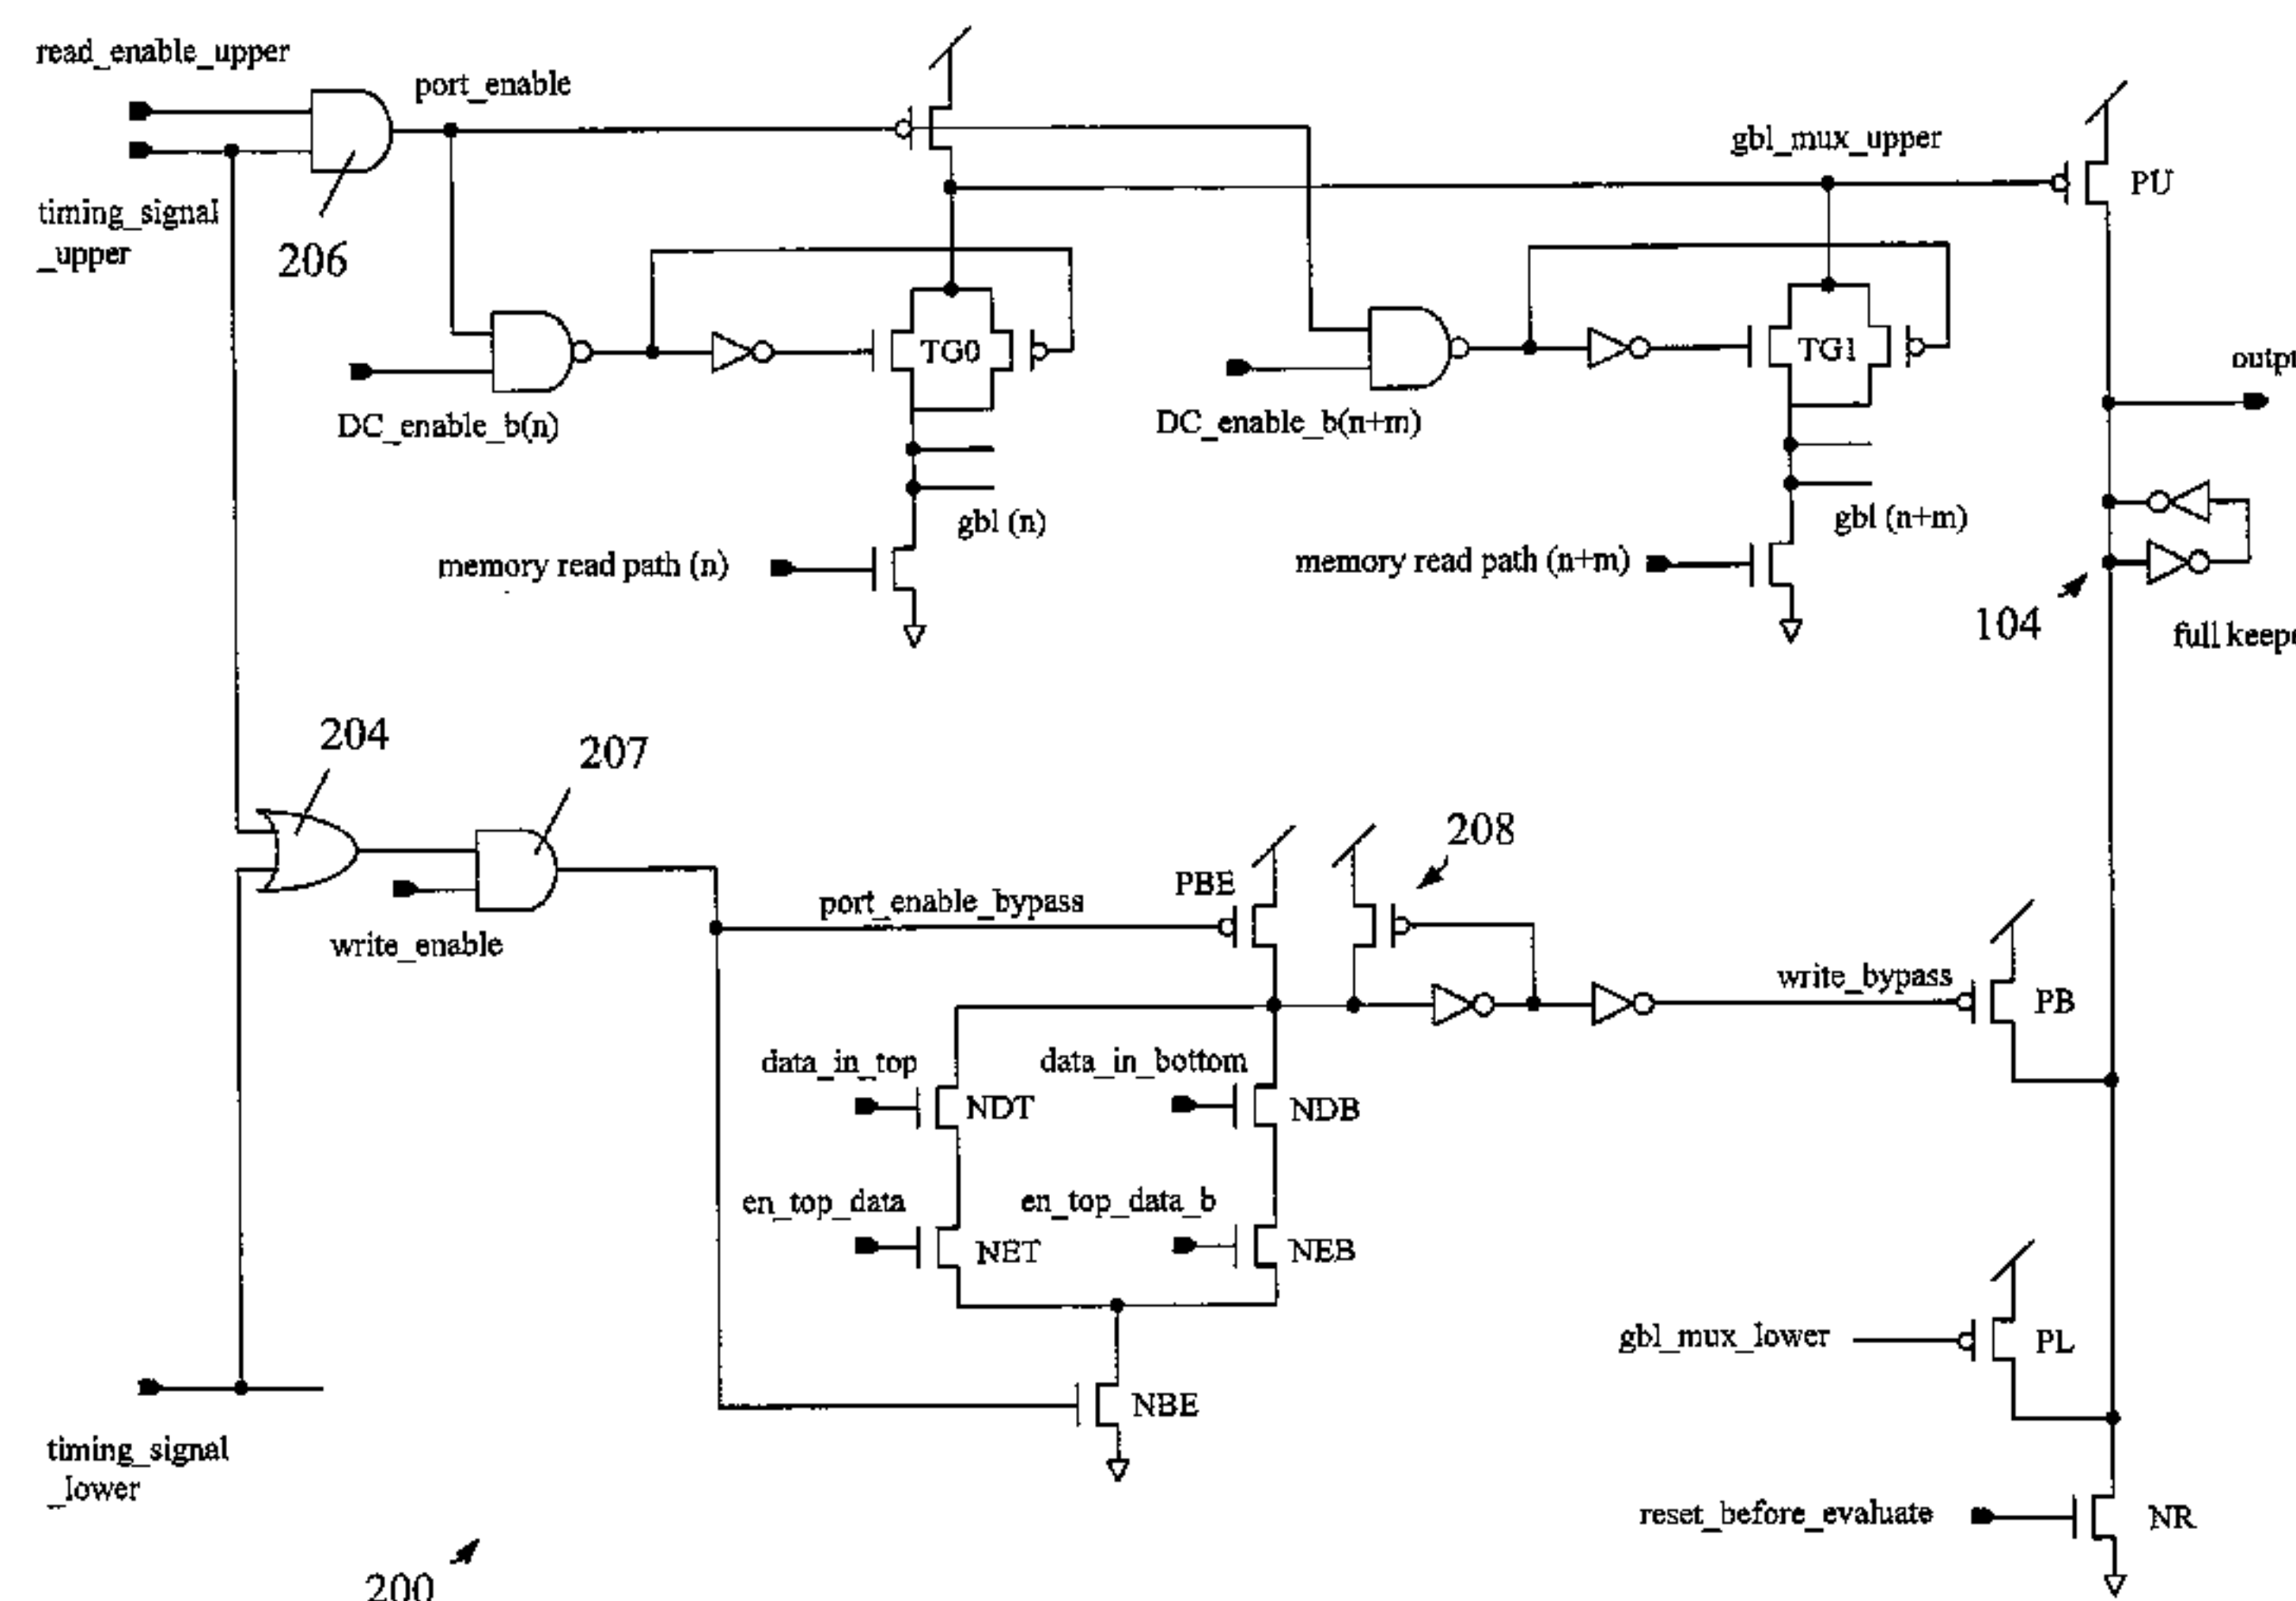 read_enable_upper
port_enable
gbl_mux_upper
PU
timing_signal
_upper
206
TG0
TG1
DC_enable_b(n)
DC_enable_b(n+m)
gbl (n)
gbl (n+m)
memory read path (n)
memory read path (n+m)
104
204
207
208
PBE
port_enable_bypass
write_enable
write_bypass
PB
data_in_top
data_in_bottom
NDT
NDB
en_top_data
en_top_data_b
NET
NEB
gbl_mux_lower
PL
NBE
timing_signal
_lower
reset_before_evaluate
NR
200
full